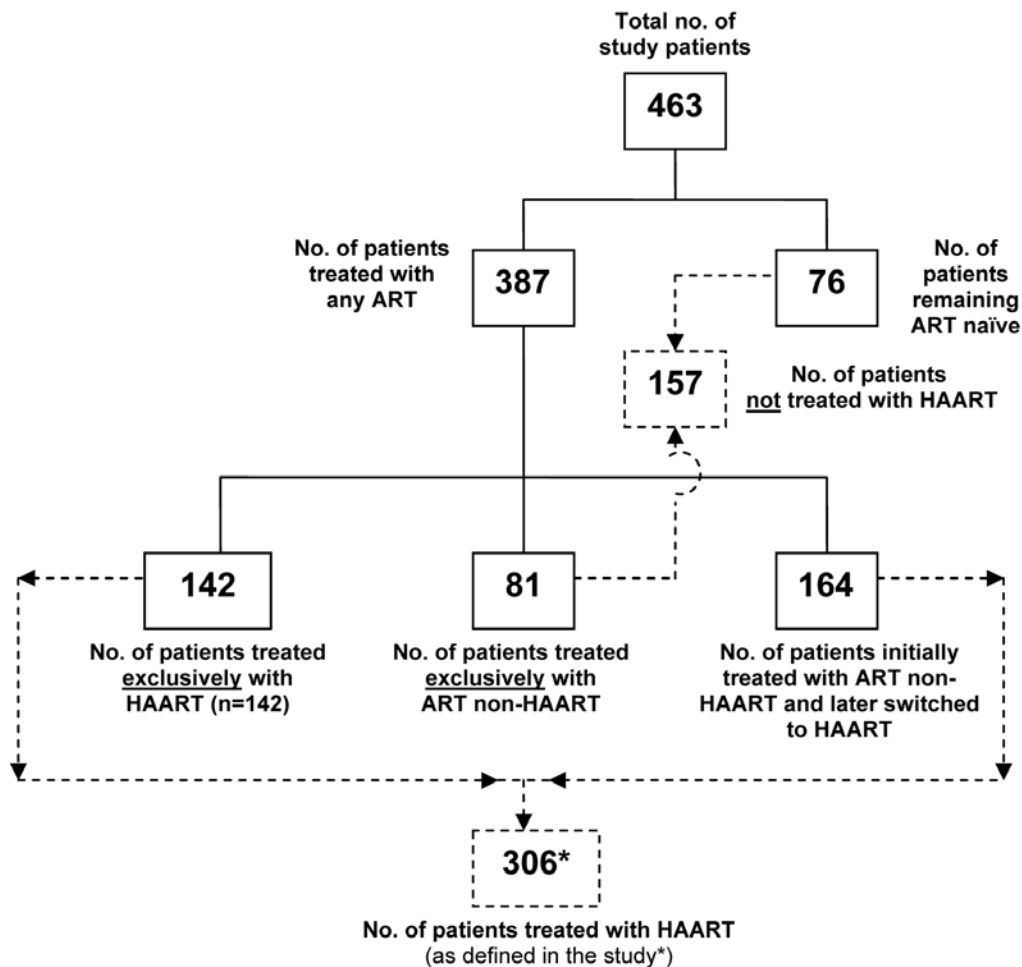 Total no. of
study patients
463
No. of patients
treated with
any ART
387
76
No. of
patients
remaining
ART naïve
157
No. of patients
not treated with HAART
142
81
164
No. of patients treated
exclusively with
HAART (n=142)
No. of patients treated
exclusively with
ART non-HAART
No. of patients initially
treated with ART non-
HAART and later switched
to HAART
306*
No. of patients treated with HAART
(as defined in the study*)